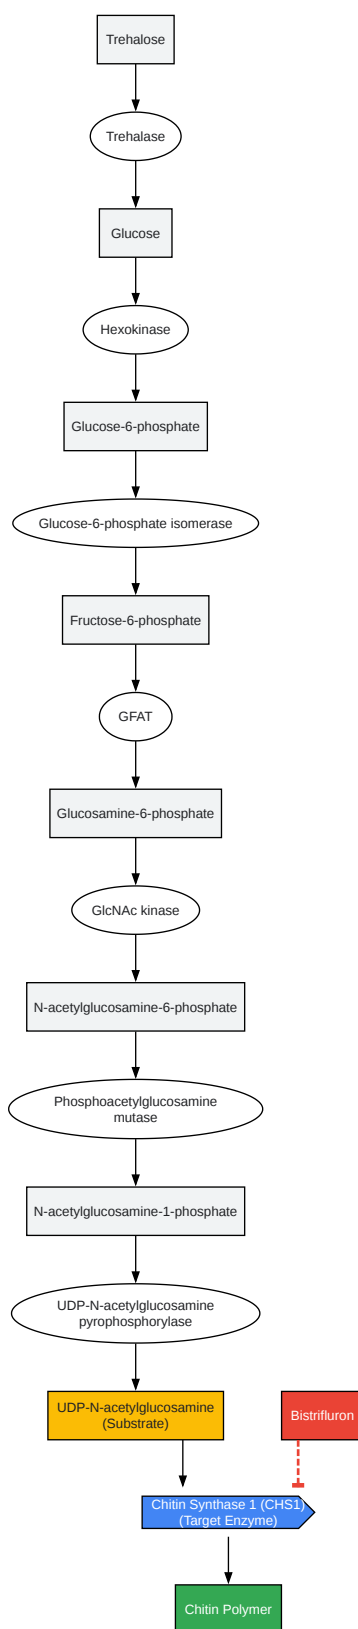 Trehalose
Trehalase
Glucose
Hexokinase
Glucose-6-phosphate
Glucose-6-phosphate isomerase
Fructose-6-phosphate
GFAT
Glucosamine-6-phosphate
GlcNAc kinase
N-acetylglucosamine-6-phosphate
Phosphoacetylglucosamine
mutase
N-acetylglucosamine-1-phosphate
UDP-N-acetylglucosamine
pyrophosphorylase
UDP-N-acetylglucosamine
(Substrate)
Bistrifluron
Chitin Synthase 1 (CHS1)
(Target Enzyme)
Chitin Polymer